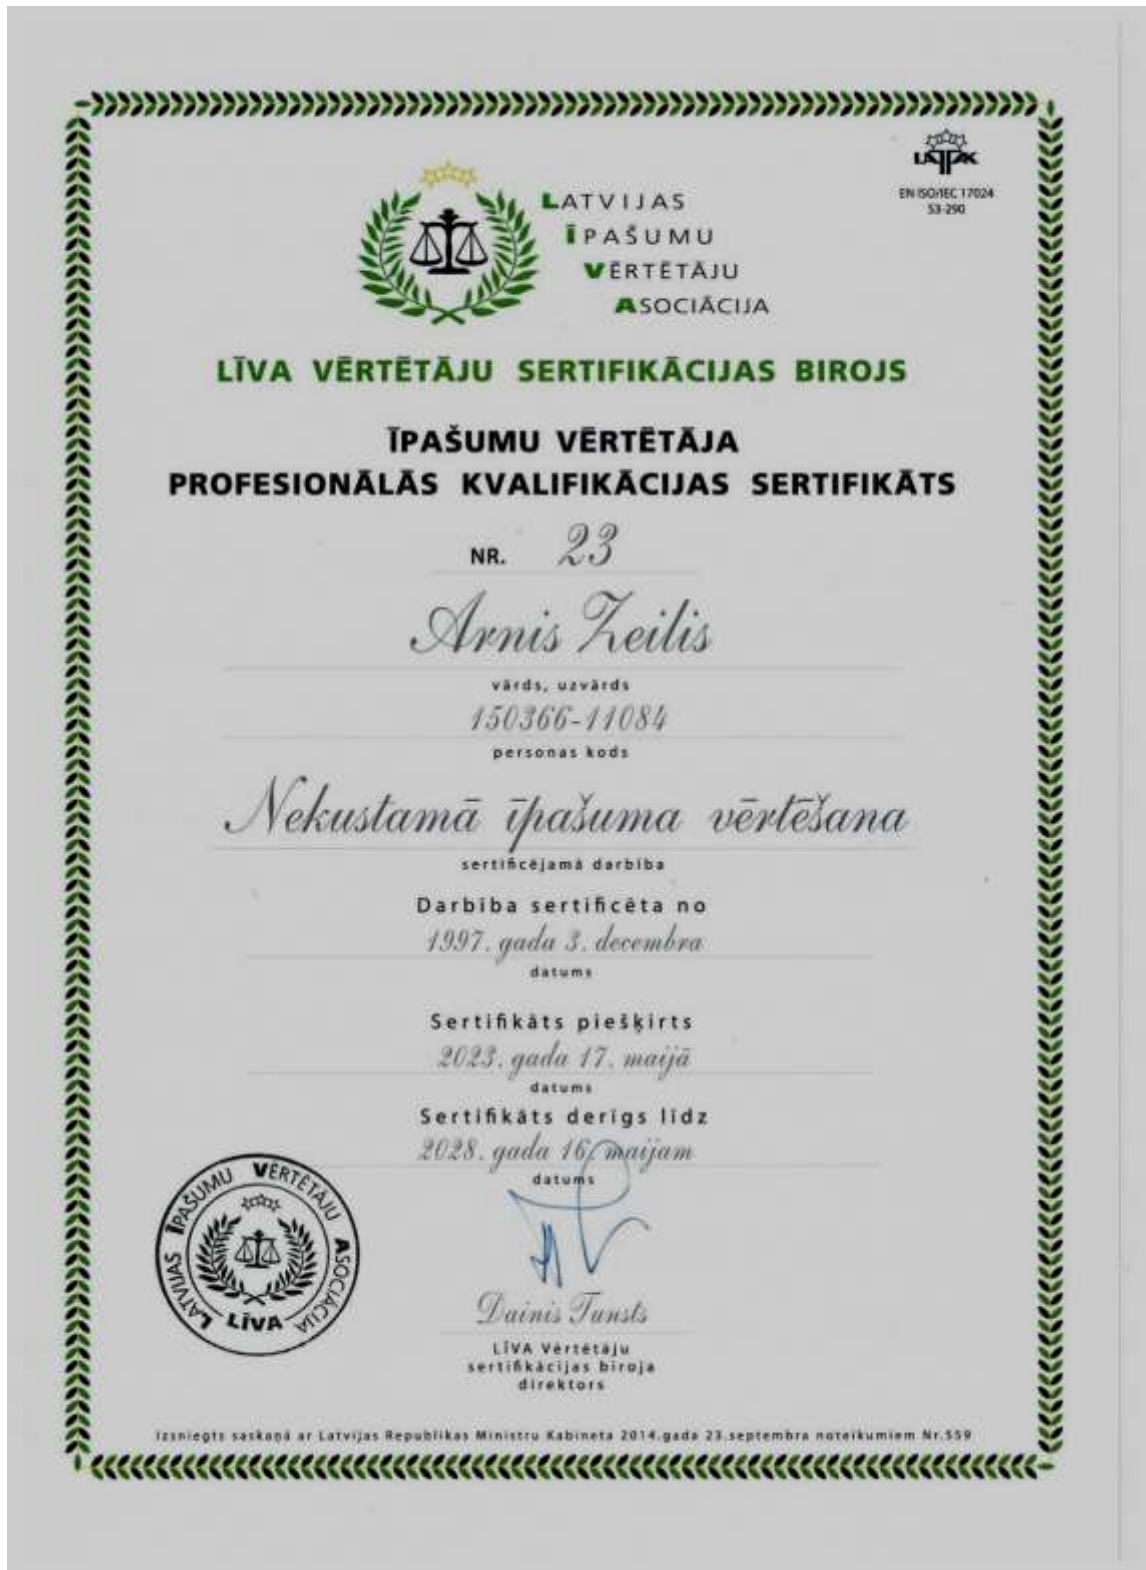 LATTAK
EN ISO/IEC 17024
S3-290
LATVIJAS
ĪPAŠUMU
VĒRTĒTĀJU
ASOCIĀCIJA
LĪVA VĒRTĒTĀJU SERTIFIKĀCIJAS BIROJS
ĪPAŠUMU VĒRTĒTĀJA
PROFESIONĀLĀS KVALIFIKĀCIJAS SERTIFIKĀTS
NR. 23
Arnis Zeilis
vārds, uzvārds
150366-11084
personas kods
Nekustamā īpašuma vērtēšana
sertificējamā darbība
Darbība sertificēta no
1997. gada 3. decembra
datums
Sertifikāts piešķirts
2023. gada 17. maijā
datums
Sertifikāts derīgs līdz
2028. gada 16. maijam
datums
LATVIJAS ĪPAŠUMU VĒRTĒTĀJU ASOCIĀCIJA
LĪVA
Dainis Tunsts
LĪVA Vērtētāju
sertifikācijas biroja
direktors
Izsniegts saskaņā ar Latvijas Republikas Ministru Kabineta 2014.gada 23.septembra noteikumiem Nr.559